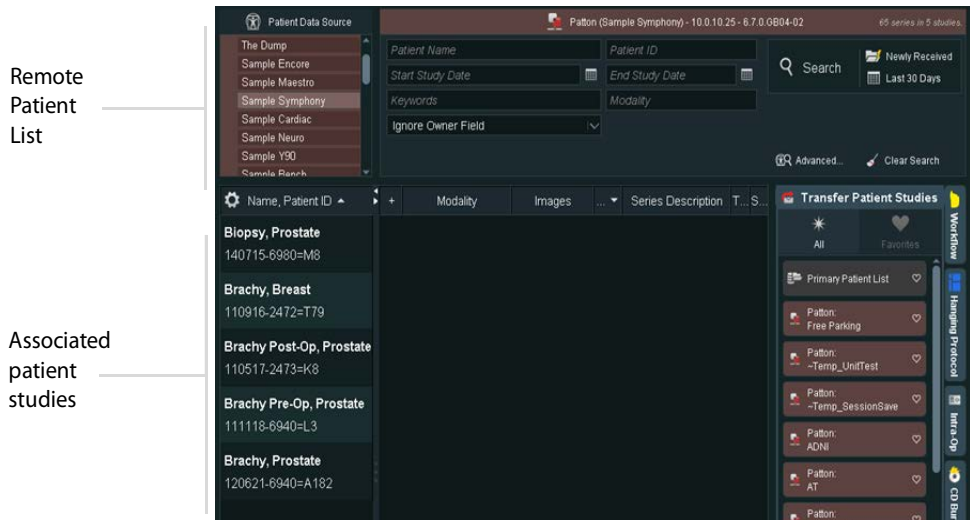 Remote
Patient
List
Associated
patient
studies
Patient Data Source
The Dump
Sample Encore
Sample Maestro
Sample Symphony
Sample Cardiac
Sample Neuro
Sample Y90
Sample Bench
Patton (Sample Symphony) - 10.0.10.25 - 6.7.0.GB04-02
65 series in 5 studies.
Patient Name
Patient ID
Start Study Date
End Study Date
Keywords
Modality
Ignore Owner Field
Search
Newly Received
Last 30 Days
Advanced...
Clear Search
Name, Patient ID
+ Modality Images ... Series Description T... S...
Biopsy, Prostate
140715-6980=M8
Brachy, Breast
110916-2472=T79
Brachy Post-Op, Prostate
110517-2473=K8
Brachy Pre-Op, Prostate
111118-6940=L3
Brachy, Prostate
120621-6940=A182
Transfer Patient Studies
All
Favorites
Primary Patient List
Patton:
Free Parking
Patton:
~Temp_UnitTest
Patton:
~Temp_SessionSave
Patton:
ADNI
Patton:
AT
Patton:
Workflow
Hanging Protocol
Intra-Op
CD Bur